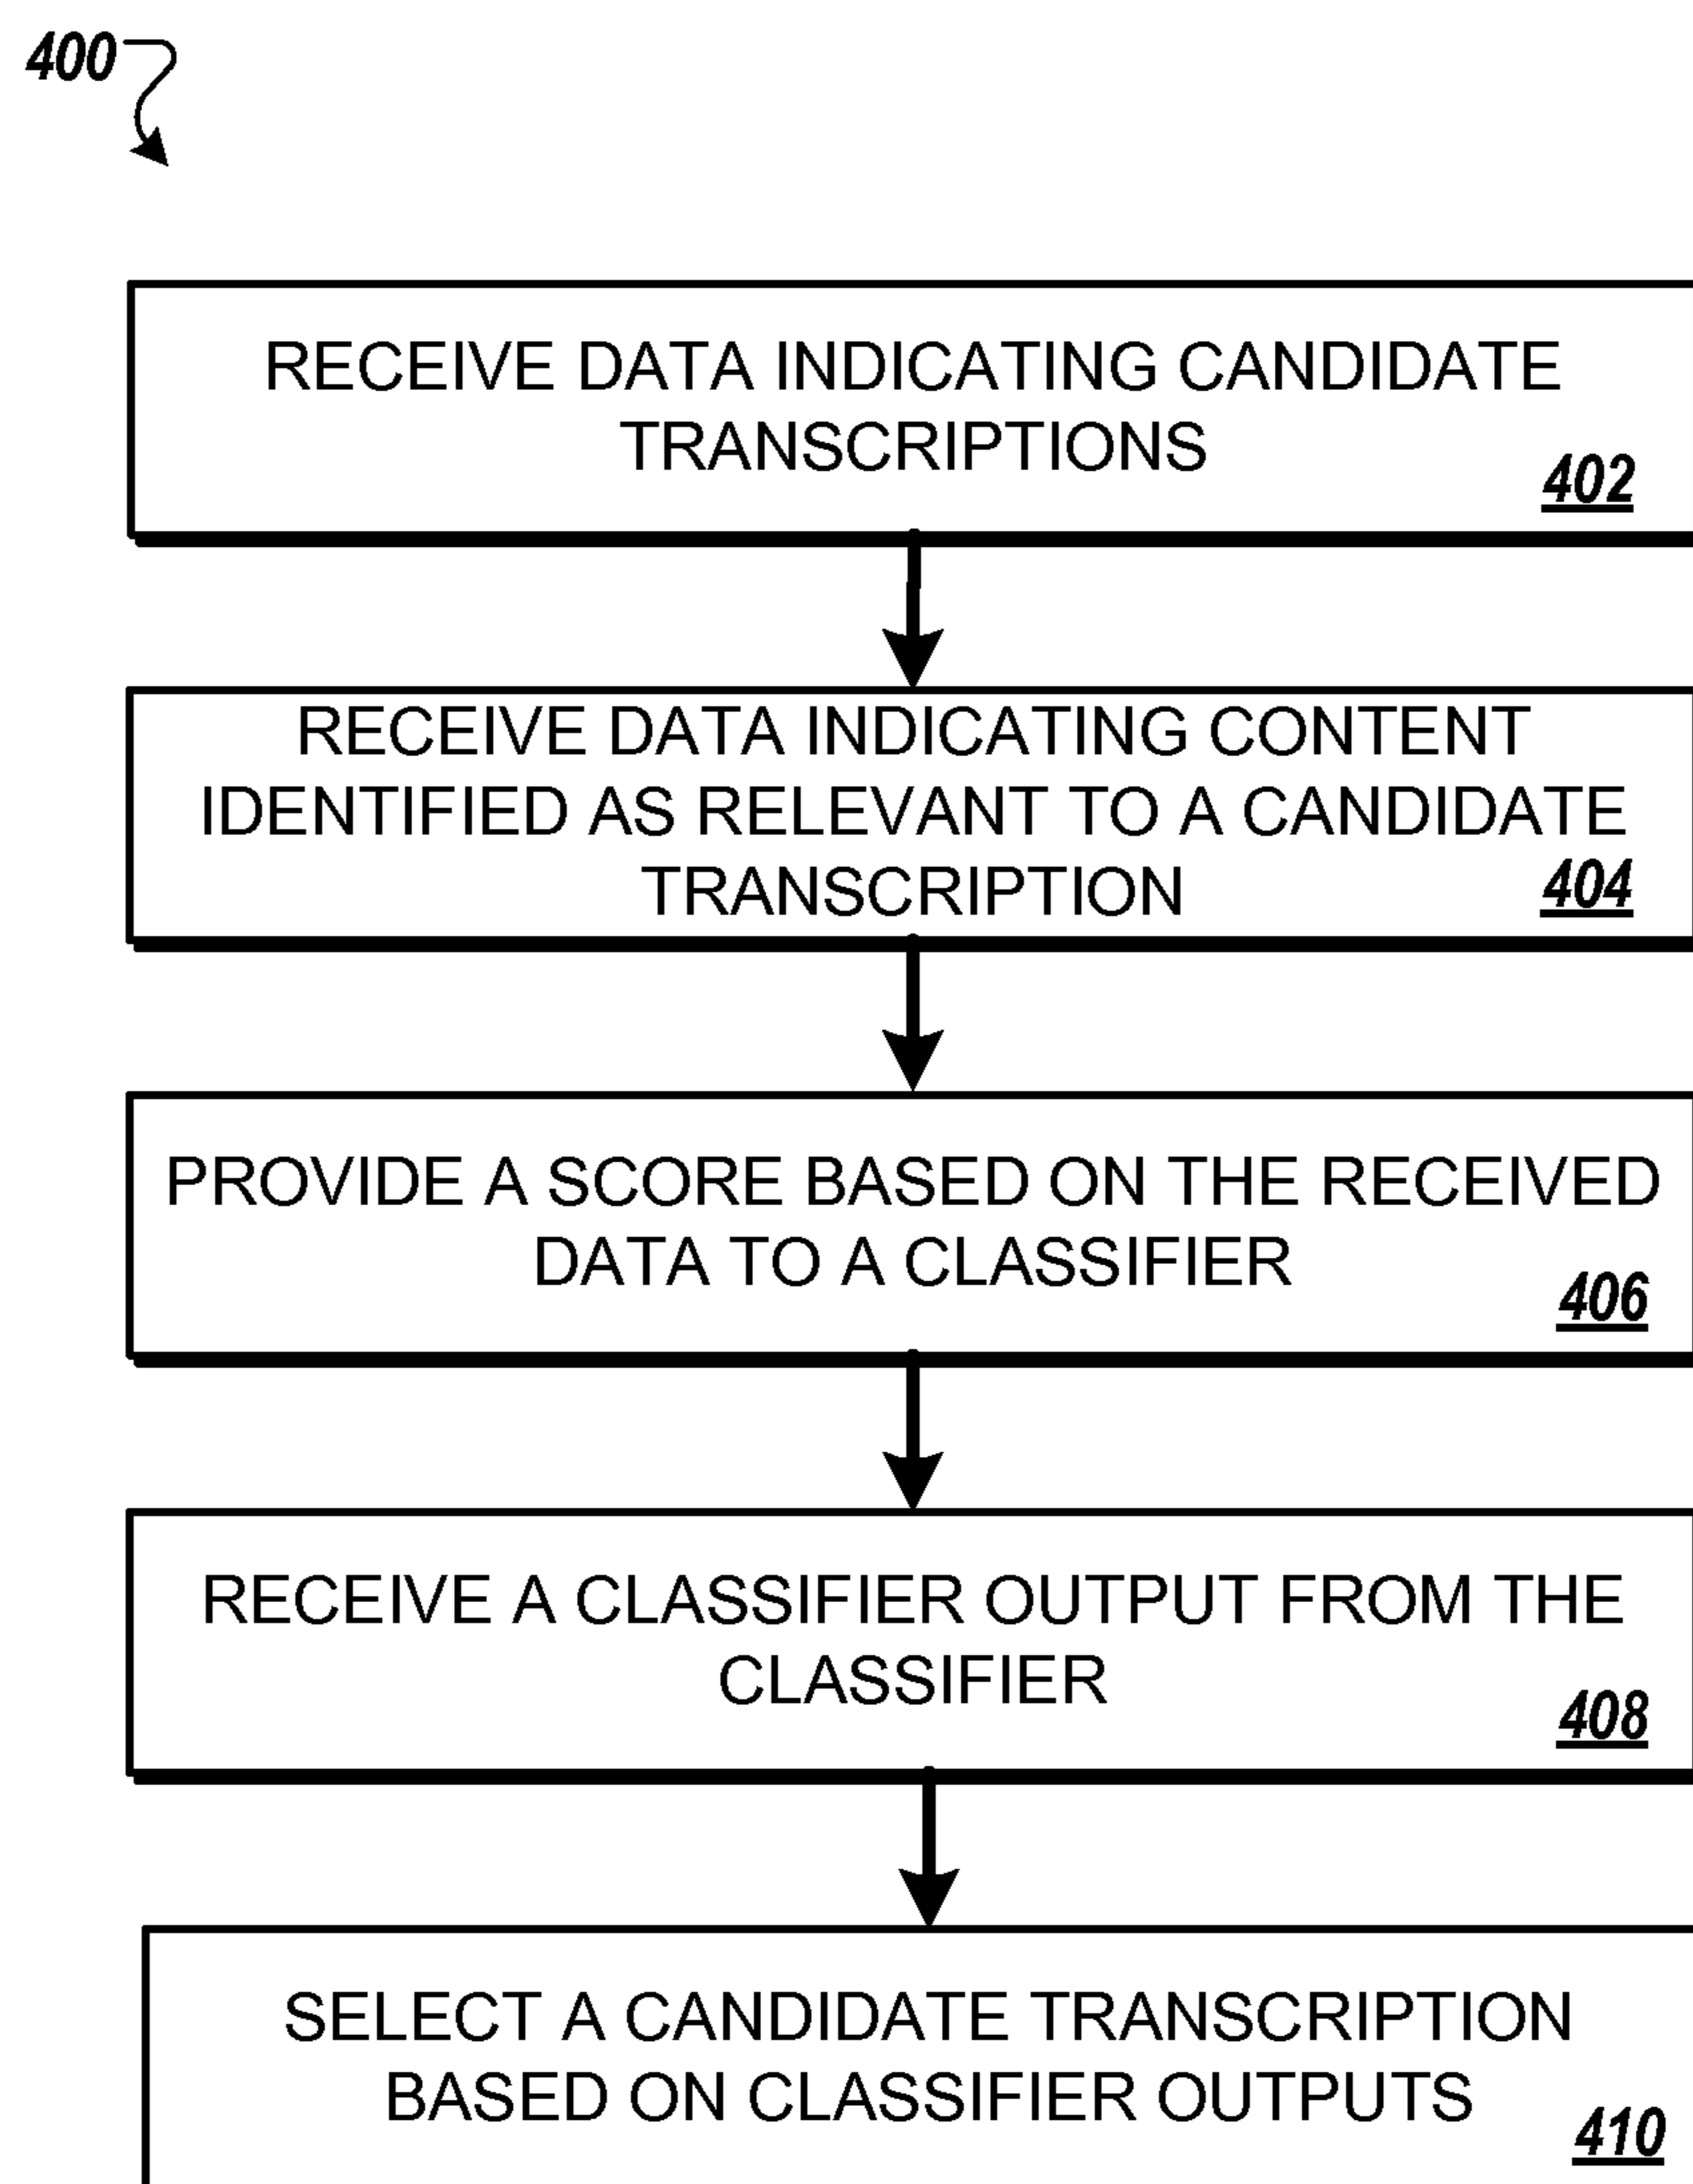 400
RECEIVE DATA INDICATING CANDIDATE
TRANSCRIPTIONS
402
RECEIVE DATA INDICATING CONTENT
IDENTIFIED AS RELEVANT TO A CANDIDATE
TRANSCRIPTION
404
PROVIDE A SCORE BASED ON THE RECEIVED
DATA TO A CLASSIFIER
406
RECEIVE A CLASSIFIER OUTPUT FROM THE
CLASSIFIER
408
SELECT A CANDIDATE TRANSCRIPTION
BASED ON CLASSIFIER OUTPUTS
410